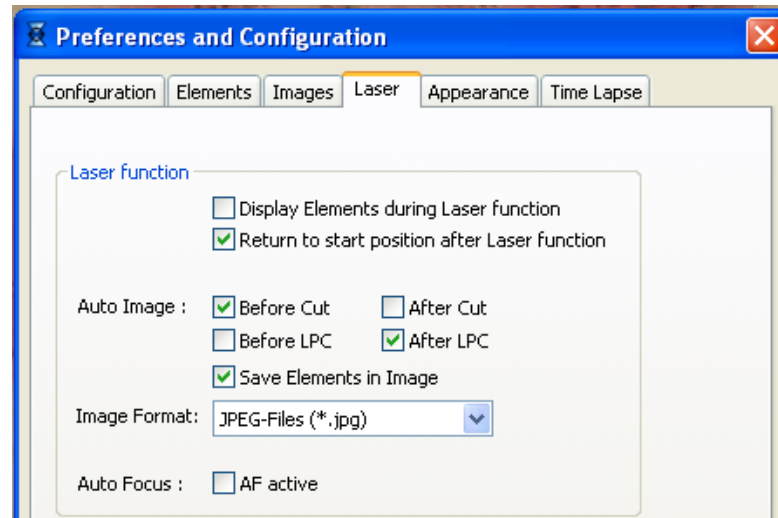 Preferences and Configuration
Configuration Elements Images Laser Appearance Time Lapse
Laser function
Display Elements during Laser function
Return to start position after Laser function
Auto Image : Before Cut After Cut
Before LPC After LPC
Save Elements in Image
Image Format: JPEG-Files (*.jpg)
Auto Focus : AF active